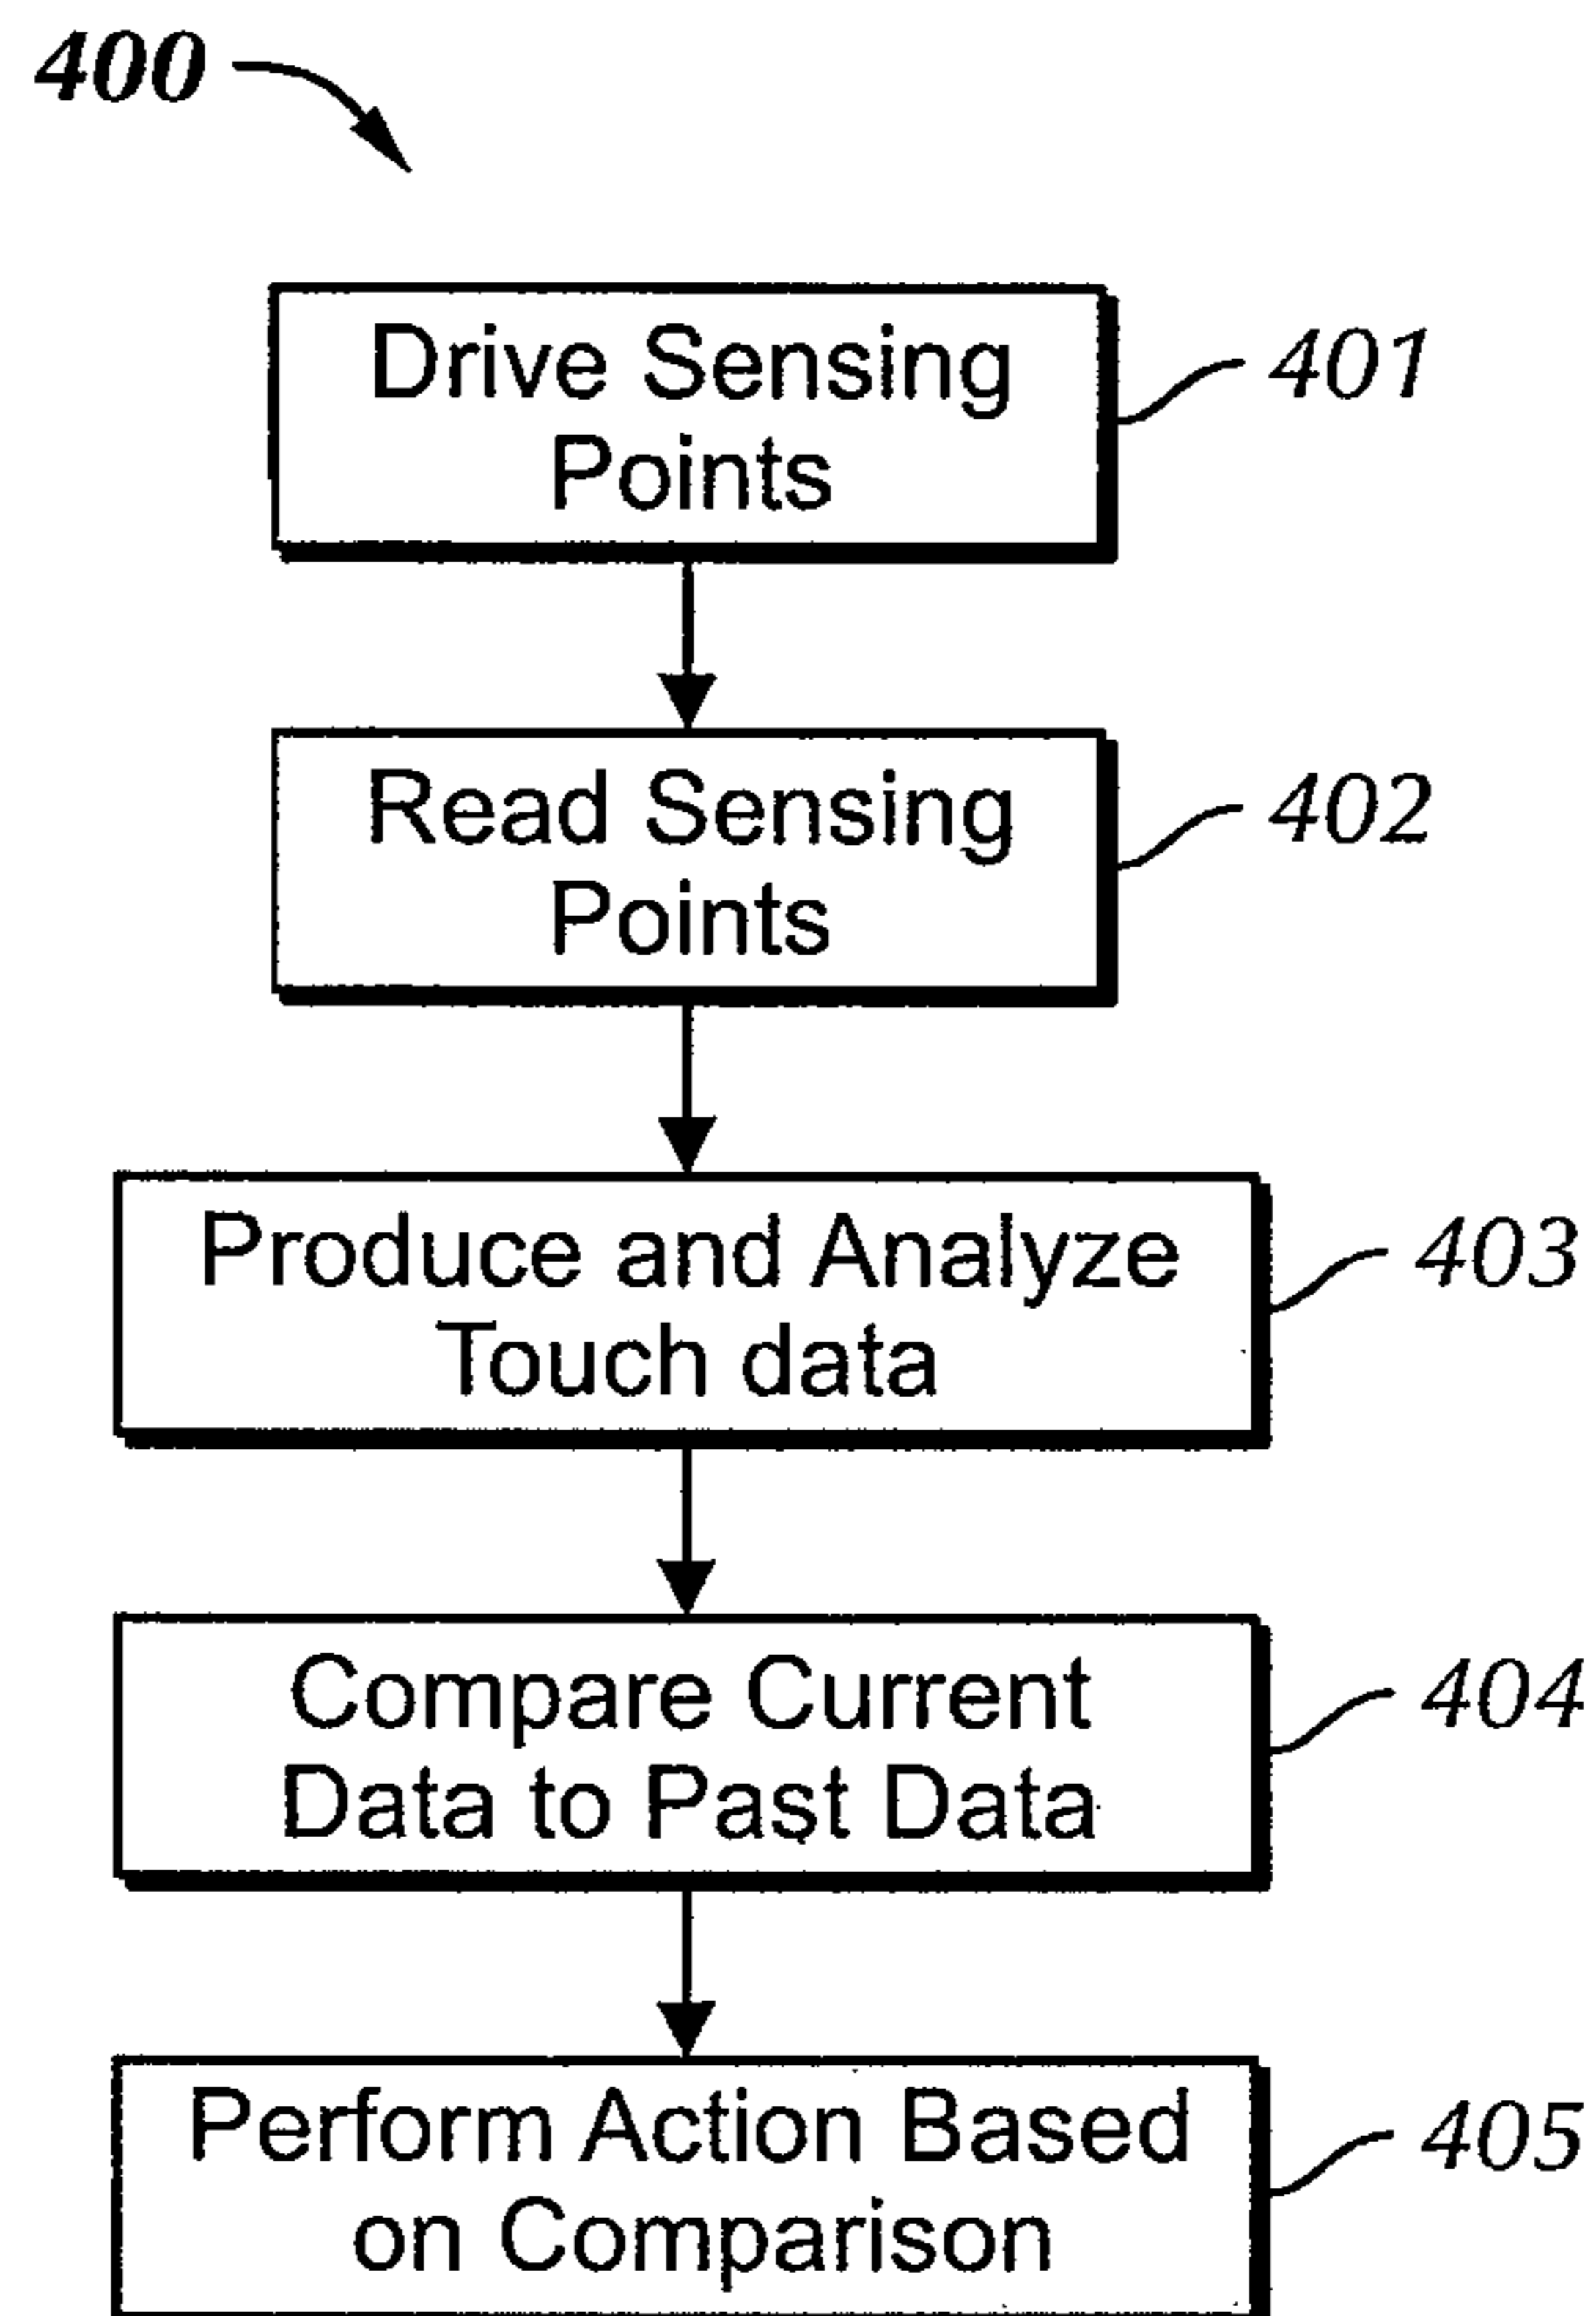 400
Drive Sensing
Points
401
Read Sensing
Points
402
Produce and Analyze
Touch data
403
Compare Current
Data to Past Data
404
Perform Action Based
on Comparison
405